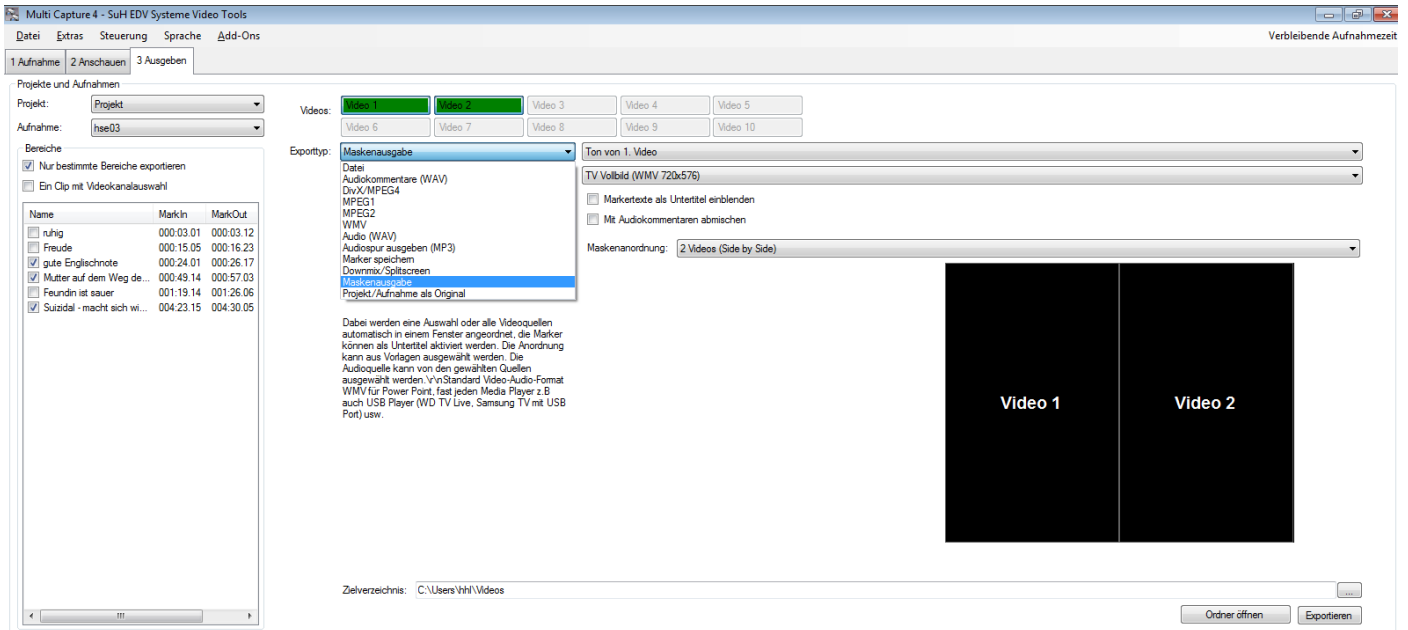 Multi Capture 4 - SuH EDV Systeme Video Tools
Datei Extras Steuerung Sprache Add-Ons
Verbleibende Aufnahmezeit
1 Aufnahme 2 Anschauen 3 Ausgeben
Projekte und Aufnahmen
Projekt: Projekt
Aufnahme: hse03
Bereiche
Nur bestimmte Bereiche exportieren
Ein Clip mit Videokanalauswahl
Name MarkIn MarkOut
ruhig 000:03.01 000:03.12
Freude 000:15.05 000:16.23
gute Englischnote 000:24.01 000:26.17
Mutter auf dem Weg de... 000:49.14 000:57.03
Feundin ist sauer 001:19.14 001:26.06
Suizidal - macht sich wi... 004:23.15 004:30.05
Videos: Video 1 Video 2 Video 3 Video 4 Video 5
Video 6 Video 7 Video 8 Video 9 Video 10
Exporttyp: Maskenausgabe
Datei
Audiokommentare (WAV)
DivX/MPEG4
MPEG1
MPEG2
WMV
Audio (WAV)
Audiospur ausgeben (MP3)
Marker speichern
Downmix/Splitscreen
Maskenausgabe
Projekt/Aufnahme als Original
Dabei werden eine Auswahl oder alle Videoquellen
automatisch in einem Fenster angeordnet, die Marker
können als Untertitel aktiviert werden. Die Anordnung
kann aus Vorlagen ausgewählt werden. Die
Audioquelle kann von den gewählten Quellen
ausgewählt werden.\r\nStandard Video-Audio-Format
WMV für Power Point, fast jeden Media Player z.B
auch USB Player (WD TV Live, Samsung TV mit USB
Port) usw.
Ton von 1. Video
TV Vollbild (WMV 720x576)
Markertexte als Untertitel einblenden
Mit Audiokommentaren abmischen
Maskenanordnung: 2 Videos (Side by Side)
Video 1 Video 2
Zielverzeichnis: C:\Users\hhl\Videos ...
Ordner öffnen Exportieren